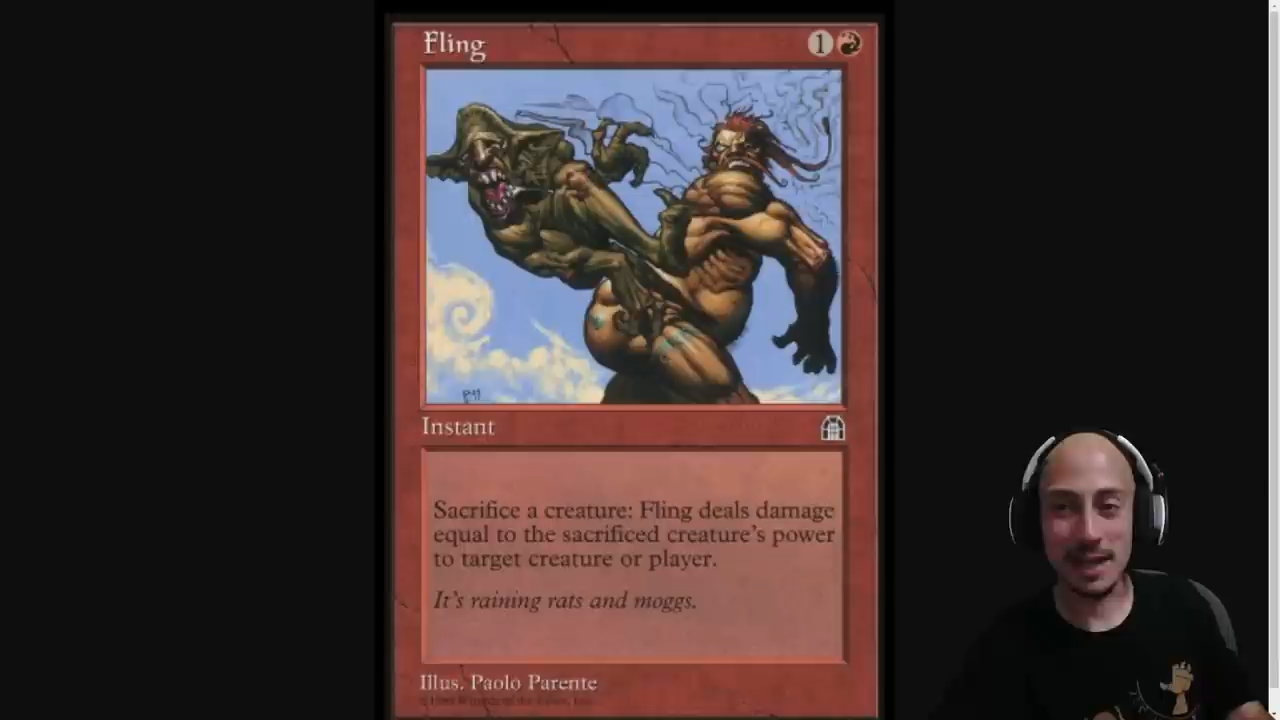 Fling
1
Instant
Sacrifice a creature: Fling deals damage
equal to the sacrificed creature's power
to target creature or player.
It's raining rats and moggs.
Illus. Paolo Parente